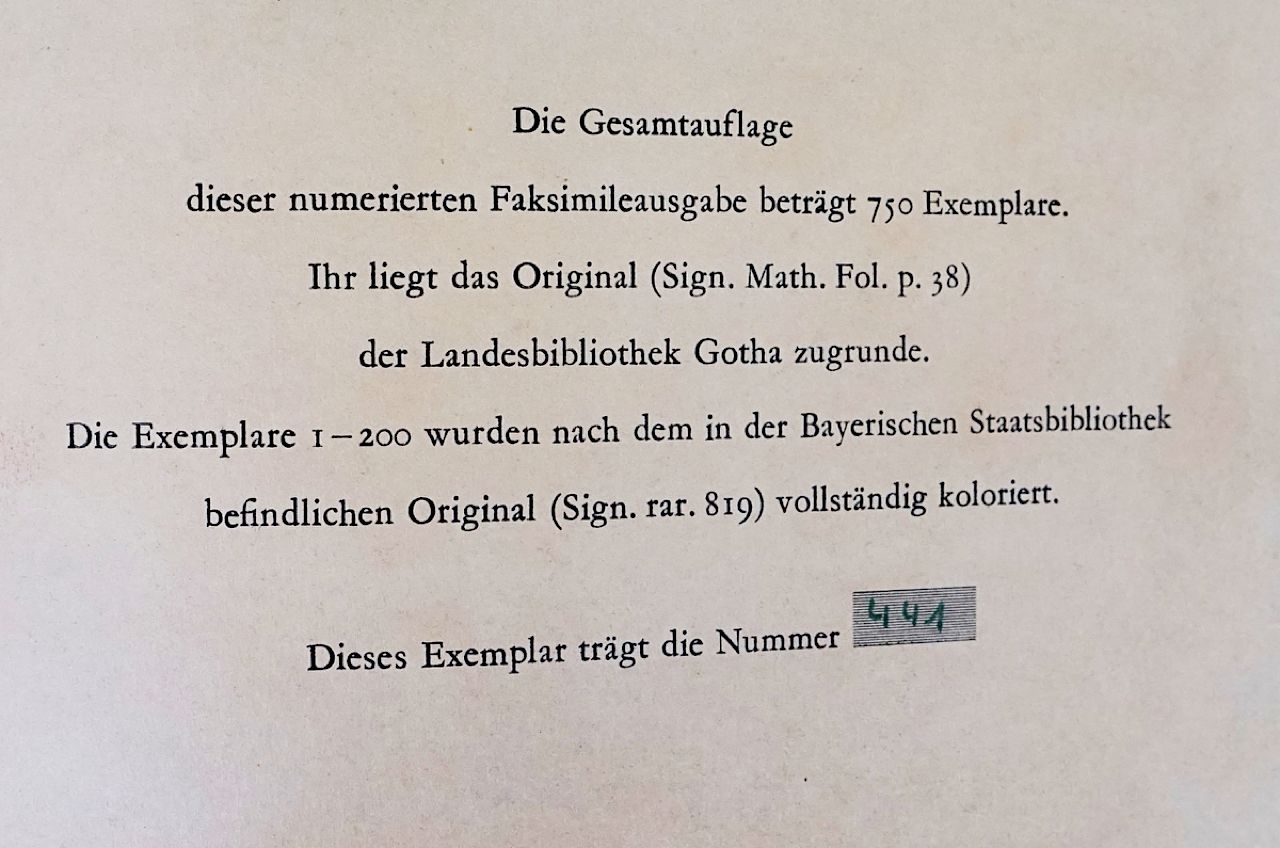 Die Gesamtauflage
dieser numerierten Faksimileausgabe beträgt 750 Exemplare.
Ihr liegt das Original (Sign. Math. Fol. p. 38)
der Landesbibliothek Gotha zugrunde.
Die Exemplare 1–200 wurden nach dem in der Bayerischen Staatsbibliothek
befindlichen Original (Sign. rar. 819) vollständig koloriert.
Dieses Exemplar trägt die Nummer 441